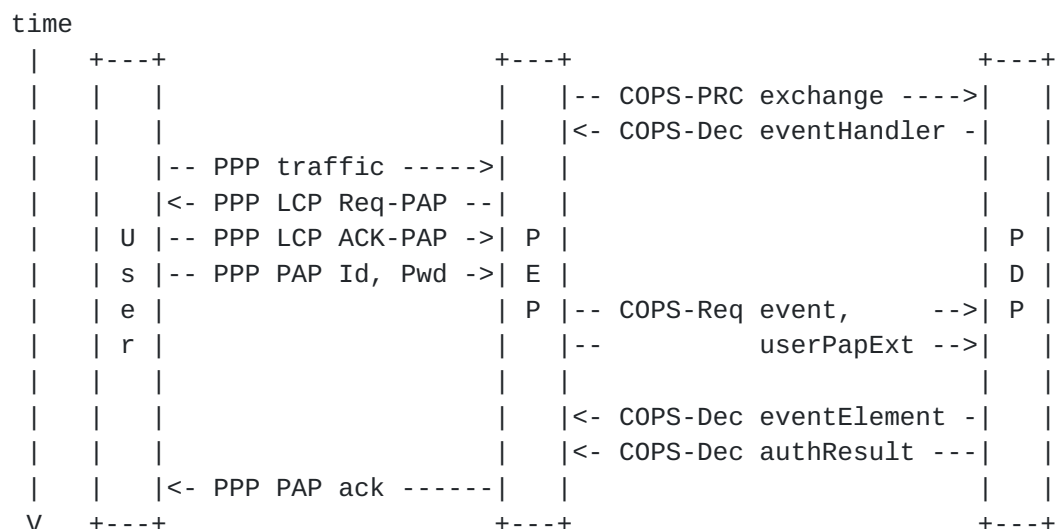 time
 |   +---+                    +---+                         +---+
 |   |   |                    |   |-- COPS-PRC exchange ---->|   |
 |   |   |                    |   |<- COPS-Dec eventHandler -|   |
 |   |   |-- PPP traffic ----->|   |                         |   |
 |   |   |<- PPP LCP Req-PAP --|   |                         |   |
 |   | U |-- PPP LCP ACK-PAP ->| P |                         | P |
 |   | s |-- PPP PAP Id, Pwd ->| E |                         | D |
 |   | e |                    | P |-- COPS-Req event,     -->| P |
 |   | r |                    |   |--         userPapExt -->|   |
 |   |   |                    |   |                         |   |
 |   |   |                    |   |<- COPS-Dec eventElement -|   |
 |   |   |                    |   |<- COPS-Dec authResult ---|   |
 |   |   |<- PPP PAP ack ------|   |                         |   |
 V   +---+                    +---+                         +---+